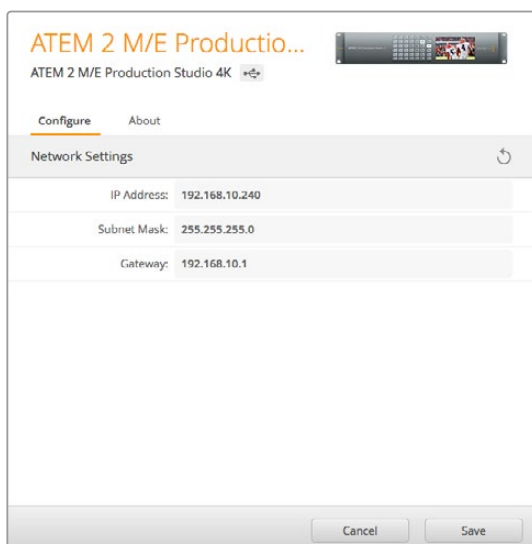 ATEM 2 M/E Productio...
ATEM 2 M/E Production Studio 4K
Configure About
Network Settings
IP Address: 192.168.10.240
Subnet Mask: 255.255.255.0
Gateway: 192.168.10.1
Cancel Save